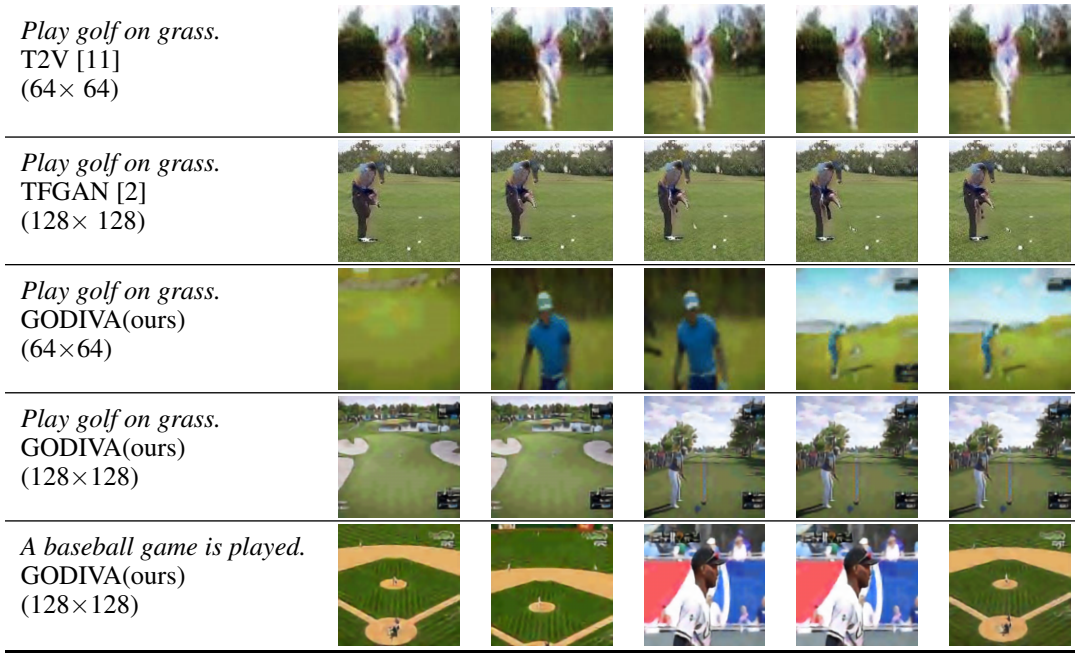 Play golf on grass.
T2V [11]
(64× 64)
Play golf on grass.
TFGAN [2]
(128× 128)
Play golf on grass.
GODIVA(ours)
(64×64)
Play golf on grass.
GODIVA(ours)
(128×128)
A baseball game is played.
GODIVA(ours)
(128×128)